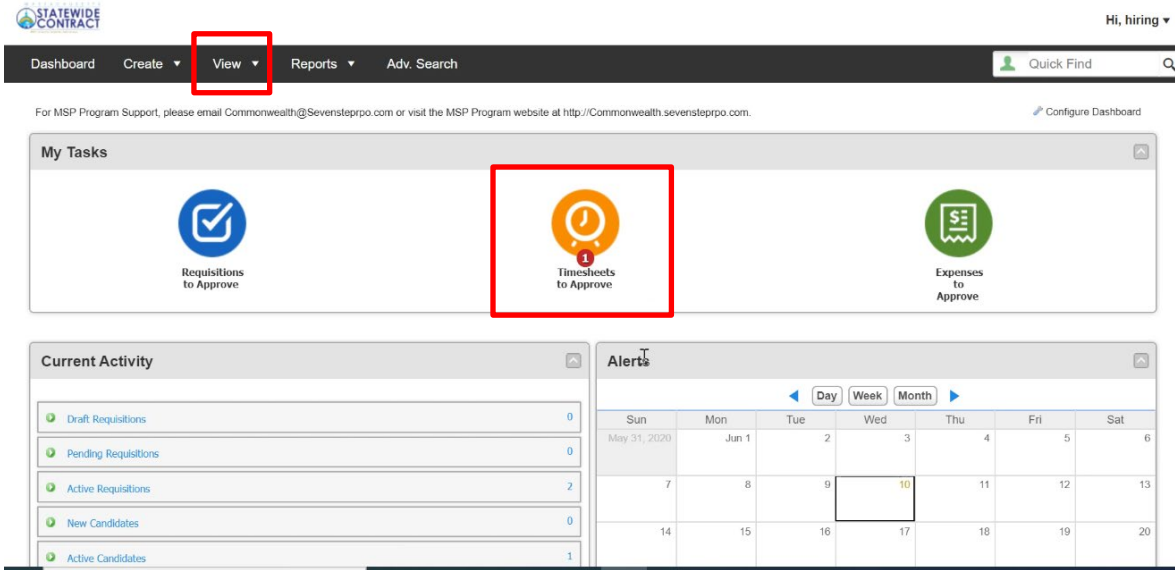 STATEWIDE
CONTRACT
Hi, hiring
Dashboard Create View Reports Adv. Search Quick Find
For MSP Program Support, please email Commonwealth@Sevensteprpo.com or visit the MSP Program website at http://Commonwealth.sevensteprpo.com. Configure Dashboard
My Tasks
1
Requisitions
to Approve
Timesheets
to Approve
Expenses
to
Approve
Current Activity
Draft Requisitions 0
Pending Requisitions 0
Active Requisitions 2
New Candidates 0
Active Candidates 1
Alerts
Day Week Month
Sun Mon Tue Wed Thu Fri Sat
May 31, 2020 Jun 1 2 3 4 5 6
7 8 9 10 11 12 13
14 15 16 17 18 19 20